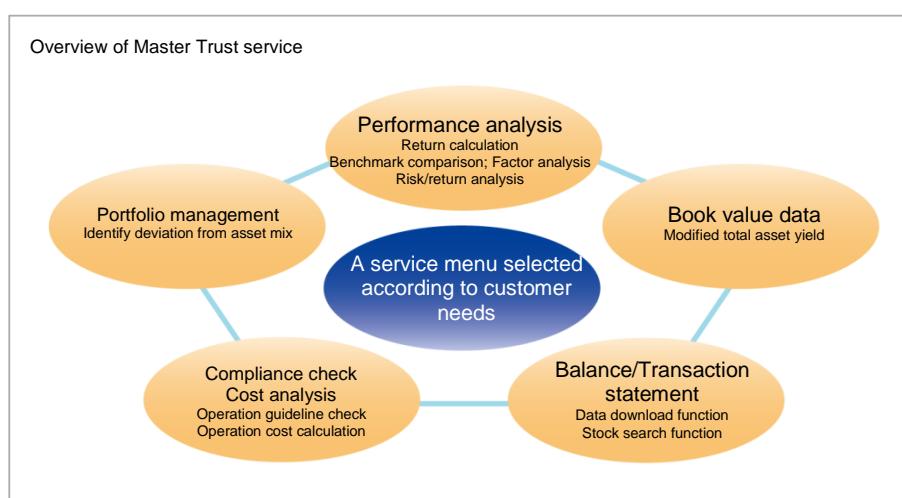 Overview of Master Trust service
Performance analysis
Return calculation
Benchmark comparison; Factor analysis
Risk/return analysis
Portfolio management
Identify deviation from asset mix
Book value data
Modified total asset yield
A service menu selected
according to customer
needs
Compliance check
Cost analysis
Operation guideline check
Operation cost calculation
Balance/Transaction
statement
Data download function
Stock search function